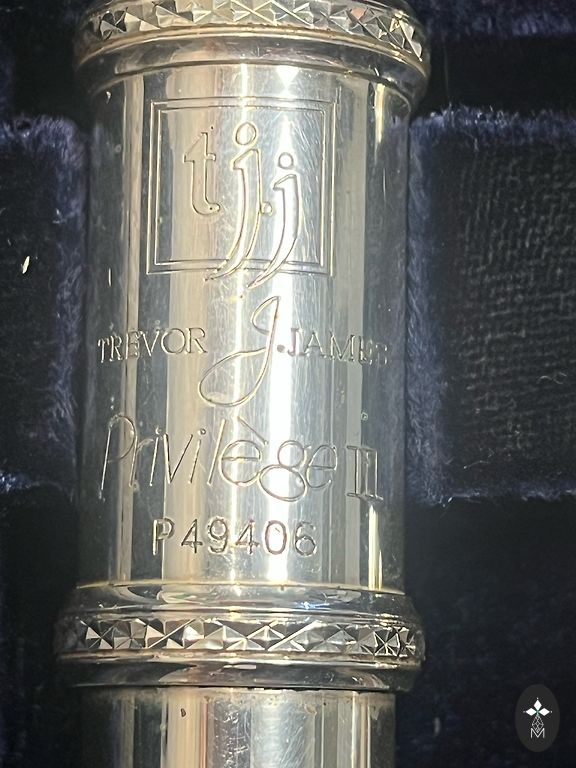 tjj
TREVOR J.JAMES
Privilège III
P49406
M